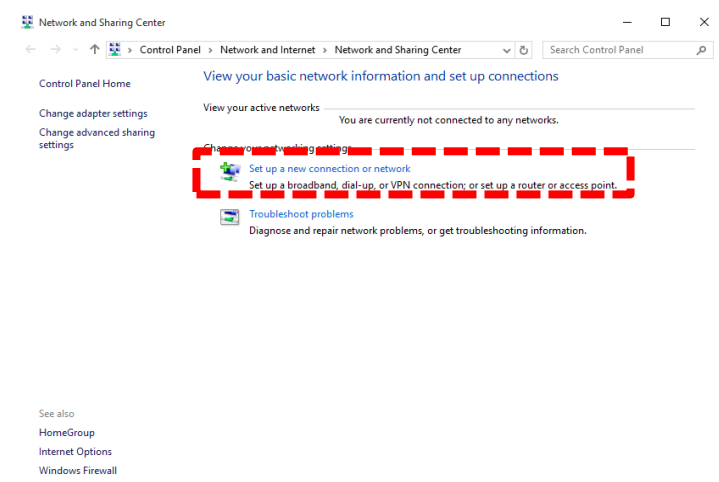 Network and Sharing Center
Control Panel > Network and Internet > Network and Sharing Center
Search Control Panel
Control Panel Home
View your basic network information and set up connections
Change adapter settings
View your active networks
You are currently not connected to any networks.
Change advanced sharing
settings
Change your networking settings
Set up a new connection or network
Set up a broadband, dial-up, or VPN connection; or set up a router or access point.
Troubleshoot problems
Diagnose and repair network problems, or get troubleshooting information.
See also
HomeGroup
Internet Options
Windows Firewall